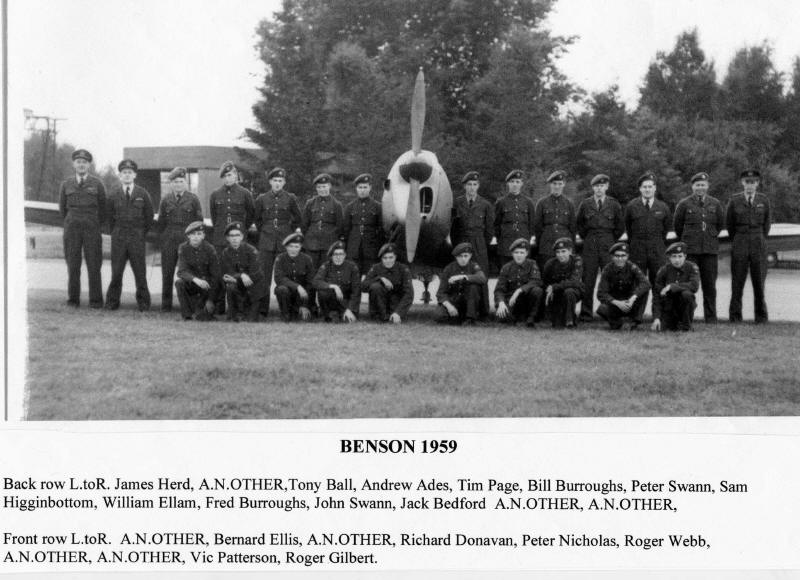 BENSON 1959
Back row L.toR. James Herd, A.N.OTHER,Tony Ball, Andrew Ades, Tim Page, Bill Burroughs, Peter Swann, Sam
Higginbottom, William Ellam, Fred Burroughs, John Swann, Jack Bedford A.N.OTHER, A.N.OTHER,
Front row L.toR. A.N.OTHER, Bernard Ellis, A.N.OTHER, Richard Donavan, Peter Nicholas, Roger Webb,
A.N.OTHER, A.N.OTHER, Vic Patterson, Roger Gilbert.